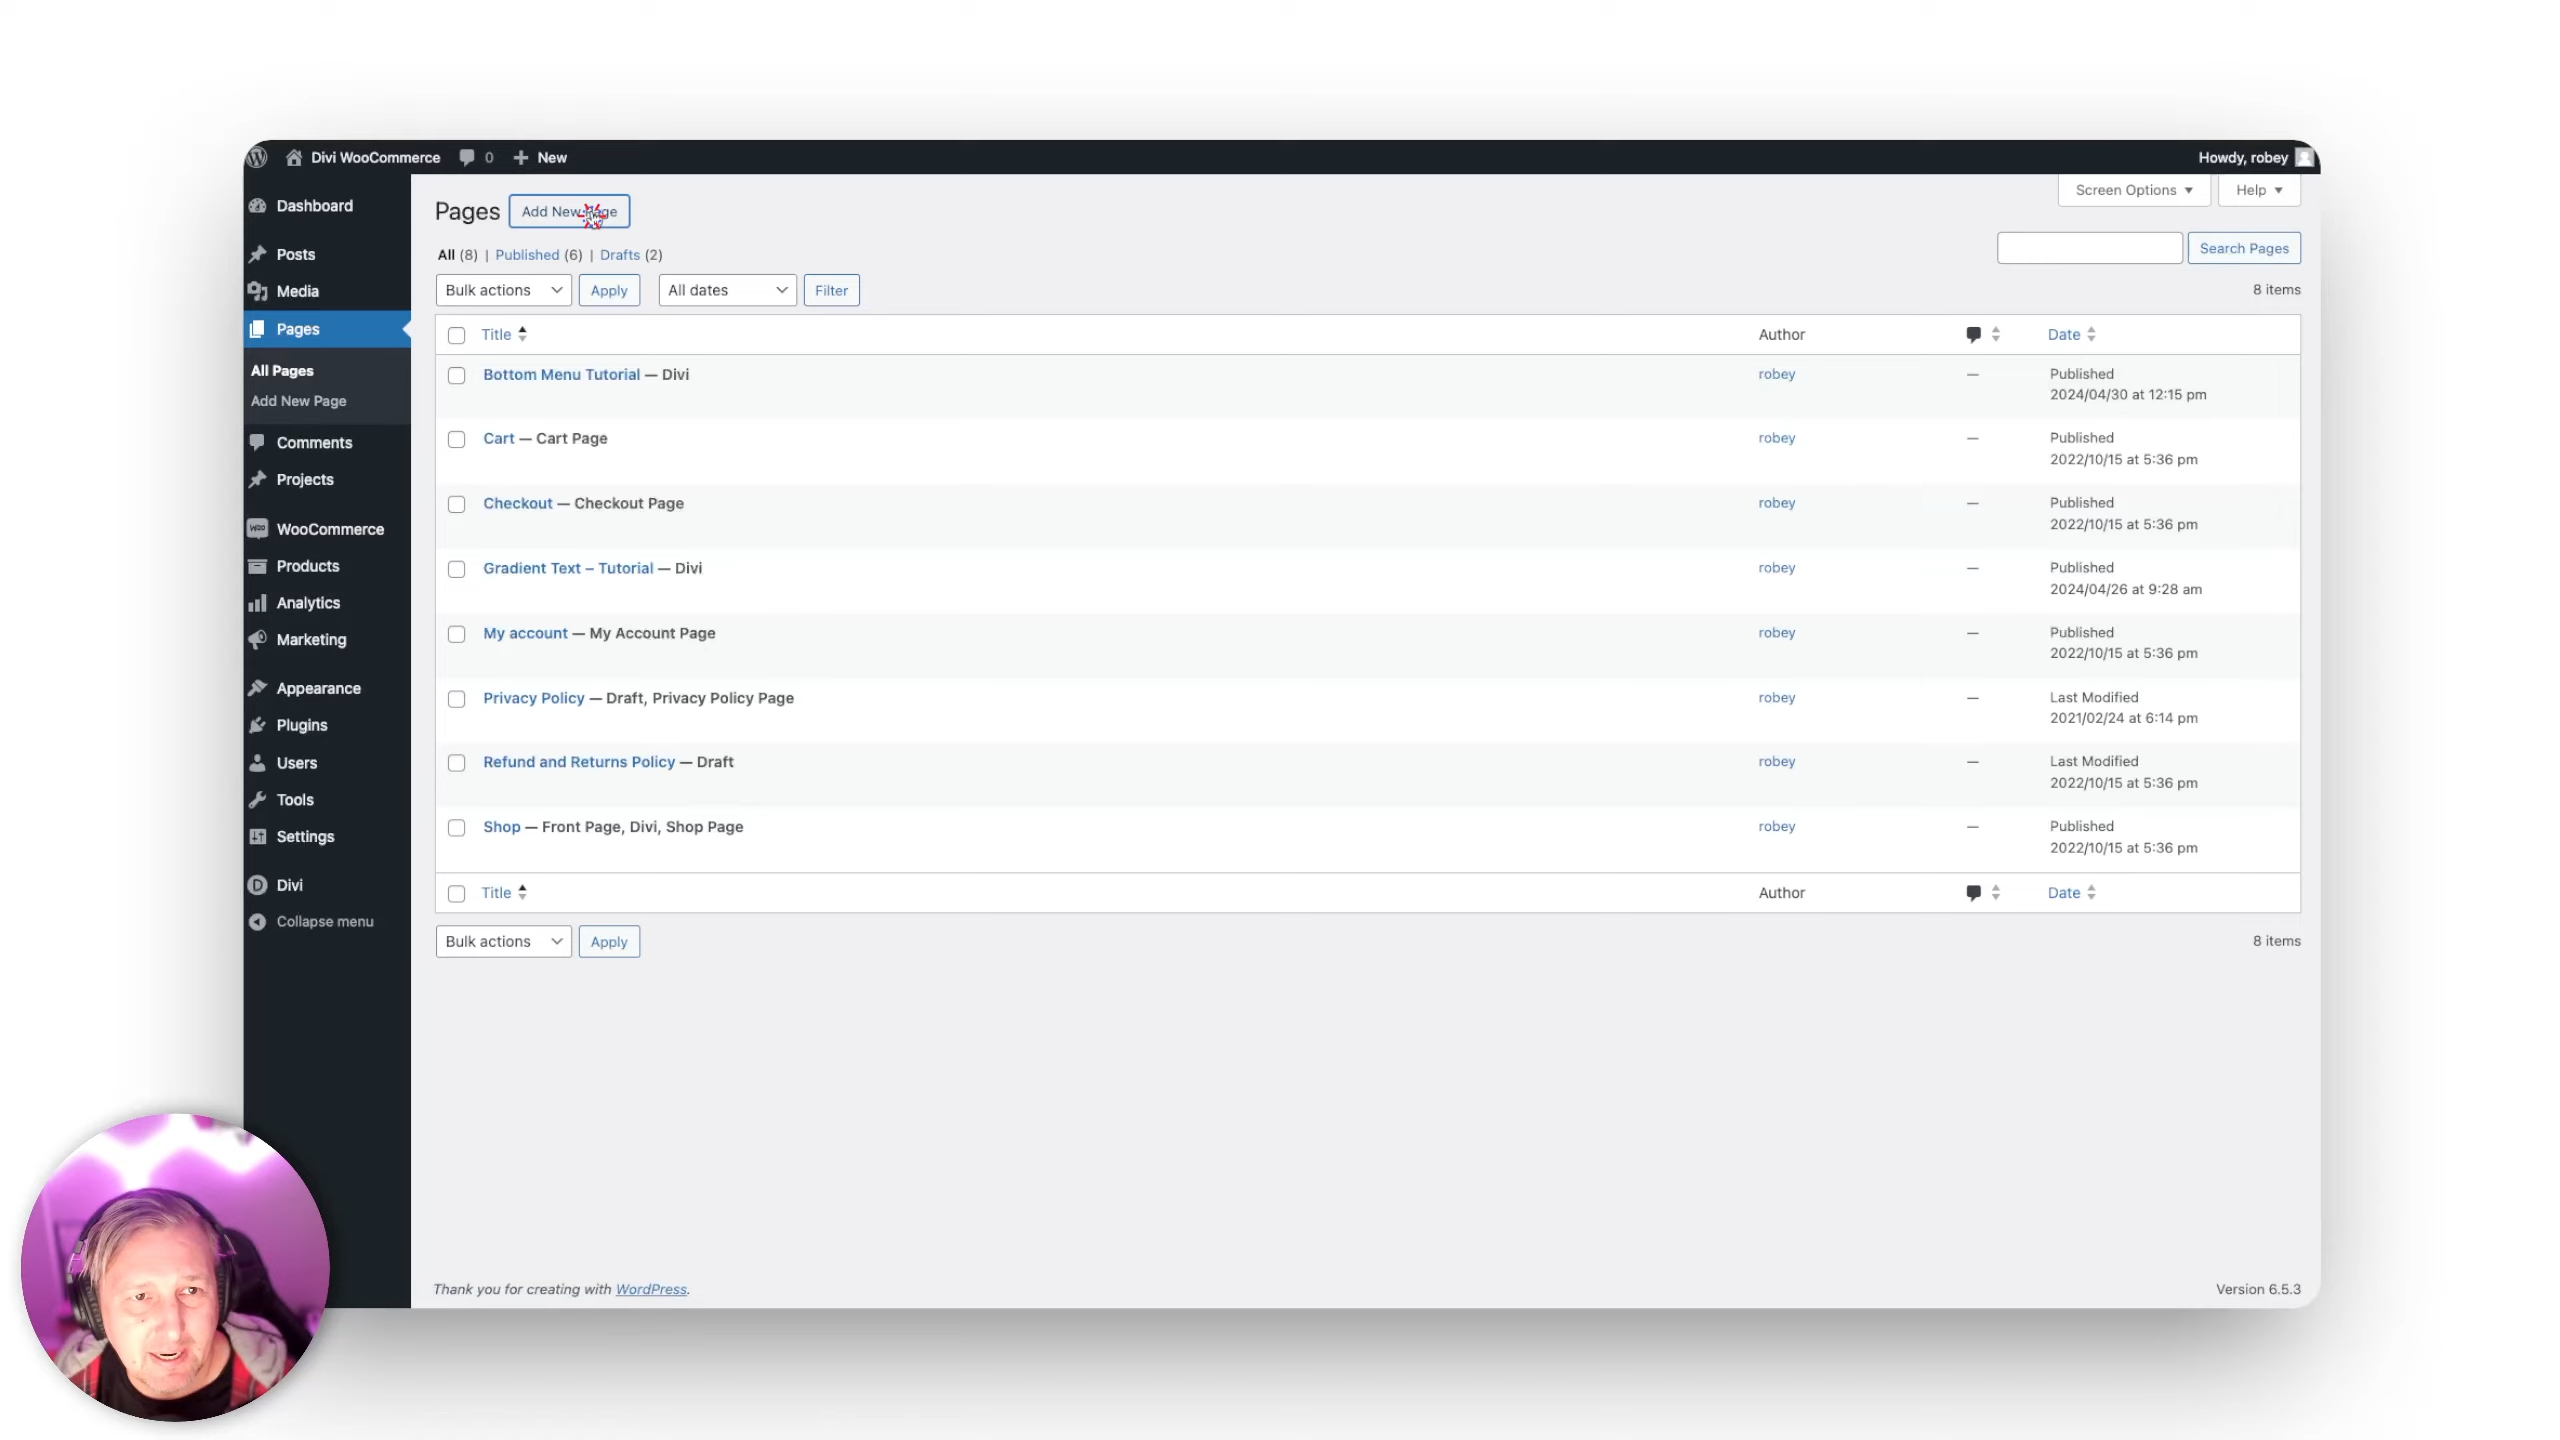 Divi WooCommerce 0 New Howdy, robey
Dashboard
Posts
Media
Pages
All Pages
Add New Page
Comments
Projects
WooCommerce
Products
Analytics
Marketing
Appearance
Plugins
Users
Tools
Settings
Divi
Collapse menu
Screen Options Help
Pages Add New Page
All (8) | Published (6) | Drafts (2)
Search Pages
Bulk actions Apply All dates Filter 8 items
Title Author Date
Bottom Menu Tutorial — Divi robey — Published
2024/04/30 at 12:15 pm
Cart — Cart Page robey — Published
2022/10/15 at 5:36 pm
Checkout — Checkout Page robey — Published
2022/10/15 at 5:36 pm
Gradient Text – Tutorial — Divi robey — Published
2024/04/26 at 9:28 am
My account — My Account Page robey — Published
2022/10/15 at 5:36 pm
Privacy Policy — Draft, Privacy Policy Page robey — Last Modified
2021/02/24 at 6:14 pm
Refund and Returns Policy — Draft robey — Last Modified
2022/10/15 at 5:36 pm
Shop — Front Page, Divi, Shop Page robey — Published
2022/10/15 at 5:36 pm
Title Author Date
Bulk actions Apply 8 items
Thank you for creating with WordPress. Version 6.5.3